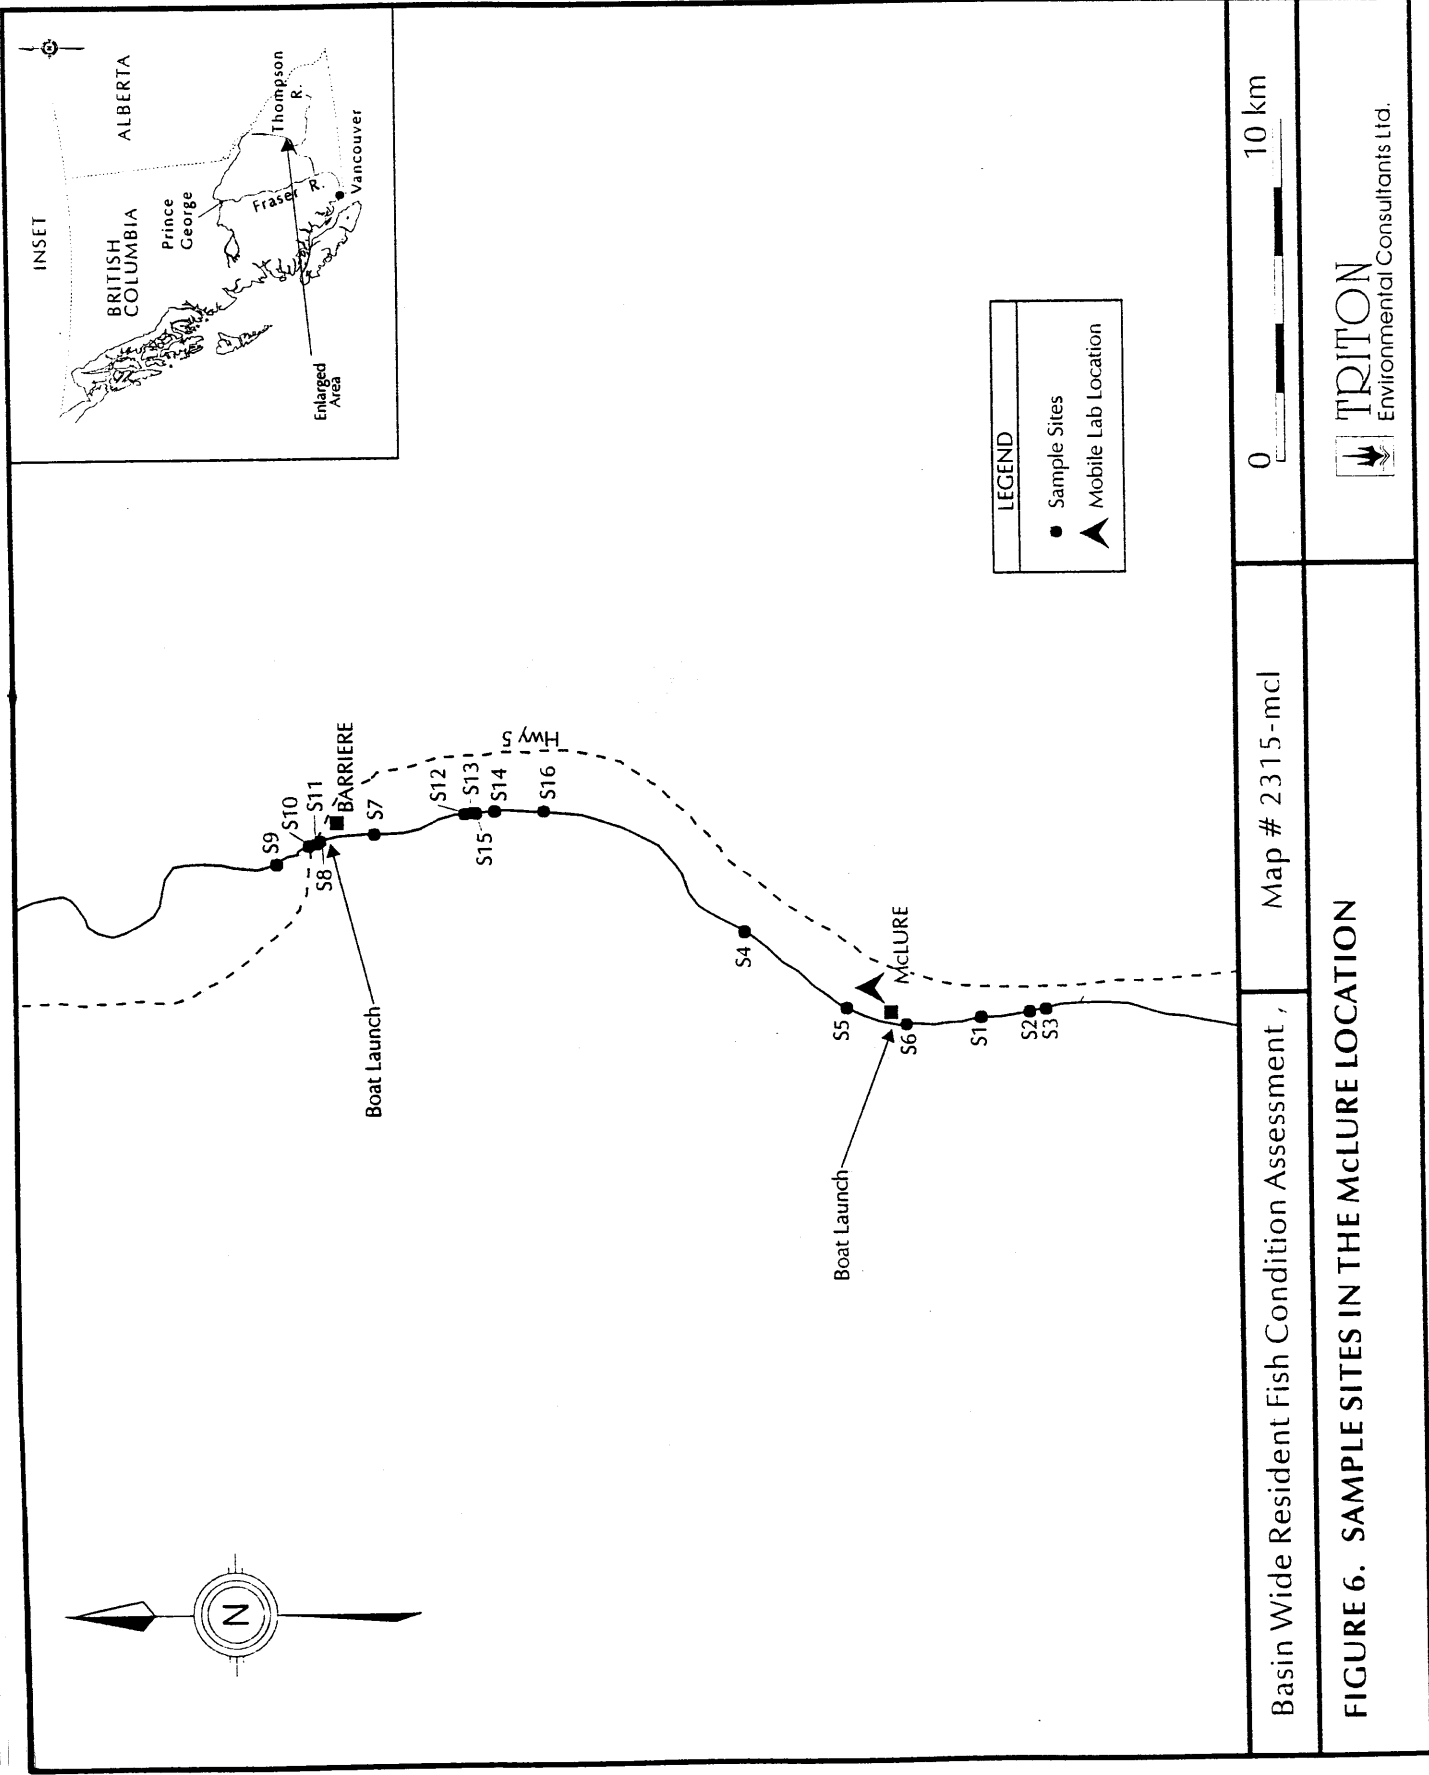 INSET
ALBERTA
BRITISH
COLUMBIA
Prince
George
Thompson
R.
Fraser R.
Vancouver
Enlarged
Area
N
S9
S10
S11
S8
BARRIERE
S7
Boat Launch
S12
S13
S14
S15
S16
Hwy 5
S4
S5
McLURE
S6
Boat Launch
S1
S2
S3
LEGEND
Sample Sites
Mobile Lab Location
Basin Wide Resident Fish Condition Assessment ,
Map # 2315-mcl
0 10 km
FIGURE 6. SAMPLE SITES IN THE McLURE LOCATION
TRITON
Environmental Consultants Ltd.